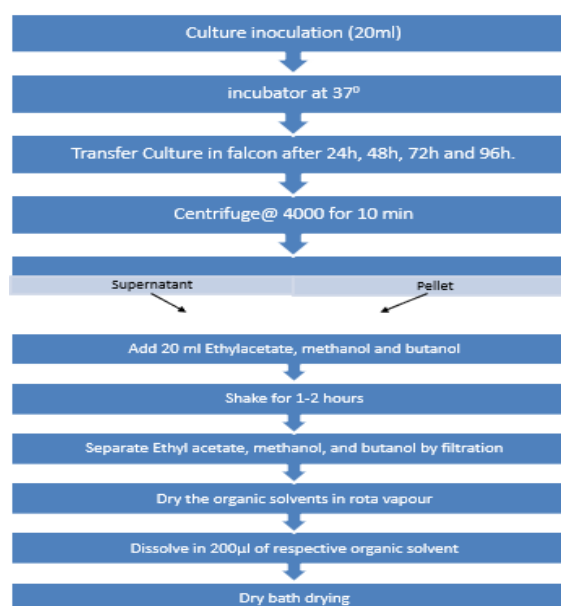 Culture inoculation (20ml)
incubator at 37⁰
Transfer Culture in falcon after 24h, 48h, 72h and 96h.
Centrifuge@ 4000 for 10 min
Supernatant
Pellet
Add 20 ml Ethylacetate, methanol and butanol
Shake for 1-2 hours
Separate Ethyl acetate, methanol, and butanol by filtration
Dry the organic solvents in rota vapour
Dissolve in 200μl of respective organic solvent
Dry bath drying